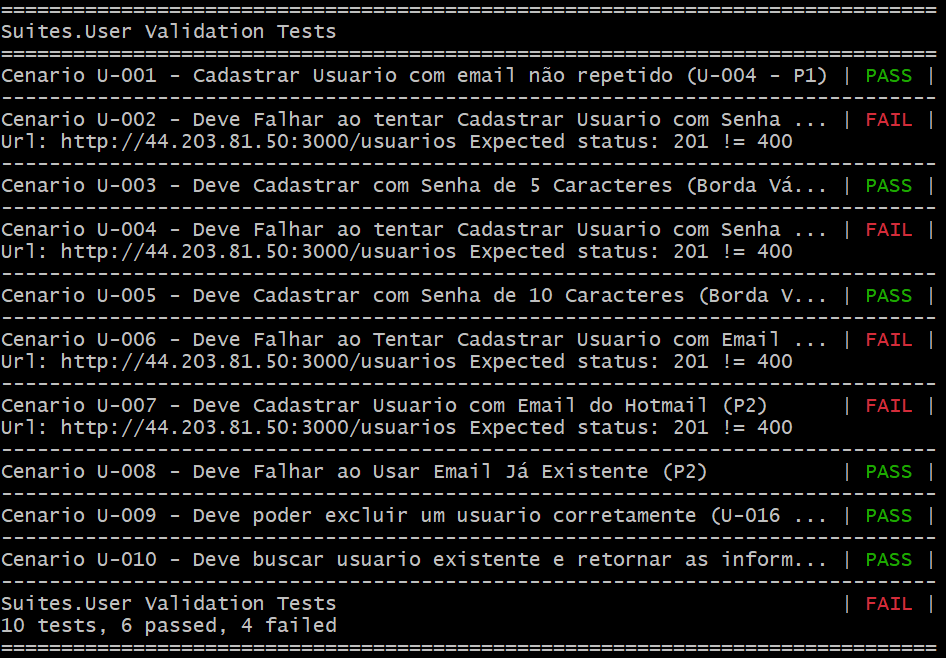 ==============================================================================
Suites.User Validation Tests
==============================================================================
Cenario U-001 - Cadastrar Usuario com email não repetido (U-004 - P1) | PASS |
------------------------------------------------------------------------------
Cenario U-002 - Deve Falhar ao tentar Cadastrar Usuario com Senha ... | FAIL |
Url: http://44.203.81.50:3000/usuarios Expected status: 201 != 400
------------------------------------------------------------------------------
Cenario U-003 - Deve Cadastrar com Senha de 5 Caracteres (Borda Vá... | PASS |
------------------------------------------------------------------------------
Cenario U-004 - Deve Falhar ao tentar Cadastrar Usuario com Senha ... | FAIL |
Url: http://44.203.81.50:3000/usuarios Expected status: 201 != 400
------------------------------------------------------------------------------
Cenario U-005 - Deve Cadastrar com Senha de 10 Caracteres (Borda V... | PASS |
------------------------------------------------------------------------------
Cenario U-006 - Deve Falhar ao Tentar Cadastrar Usuario com Email ... | FAIL |
Url: http://44.203.81.50:3000/usuarios Expected status: 201 != 400
------------------------------------------------------------------------------
Cenario U-007 - Deve Cadastrar Usuario com Email do Hotmail (P2)      | FAIL |
Url: http://44.203.81.50:3000/usuarios Expected status: 201 != 400
------------------------------------------------------------------------------
Cenario U-008 - Deve Falhar ao Usar Email Já Existente (P2)           | PASS |
------------------------------------------------------------------------------
Cenario U-009 - Deve poder excluir um usuario corretamente (U-016 ... | PASS |
------------------------------------------------------------------------------
Cenario U-010 - Deve buscar usuario existente e retornar as inform... | PASS |
------------------------------------------------------------------------------
Suites.User Validation Tests                                          | FAIL |
10 tests, 6 passed, 4 failed
==============================================================================